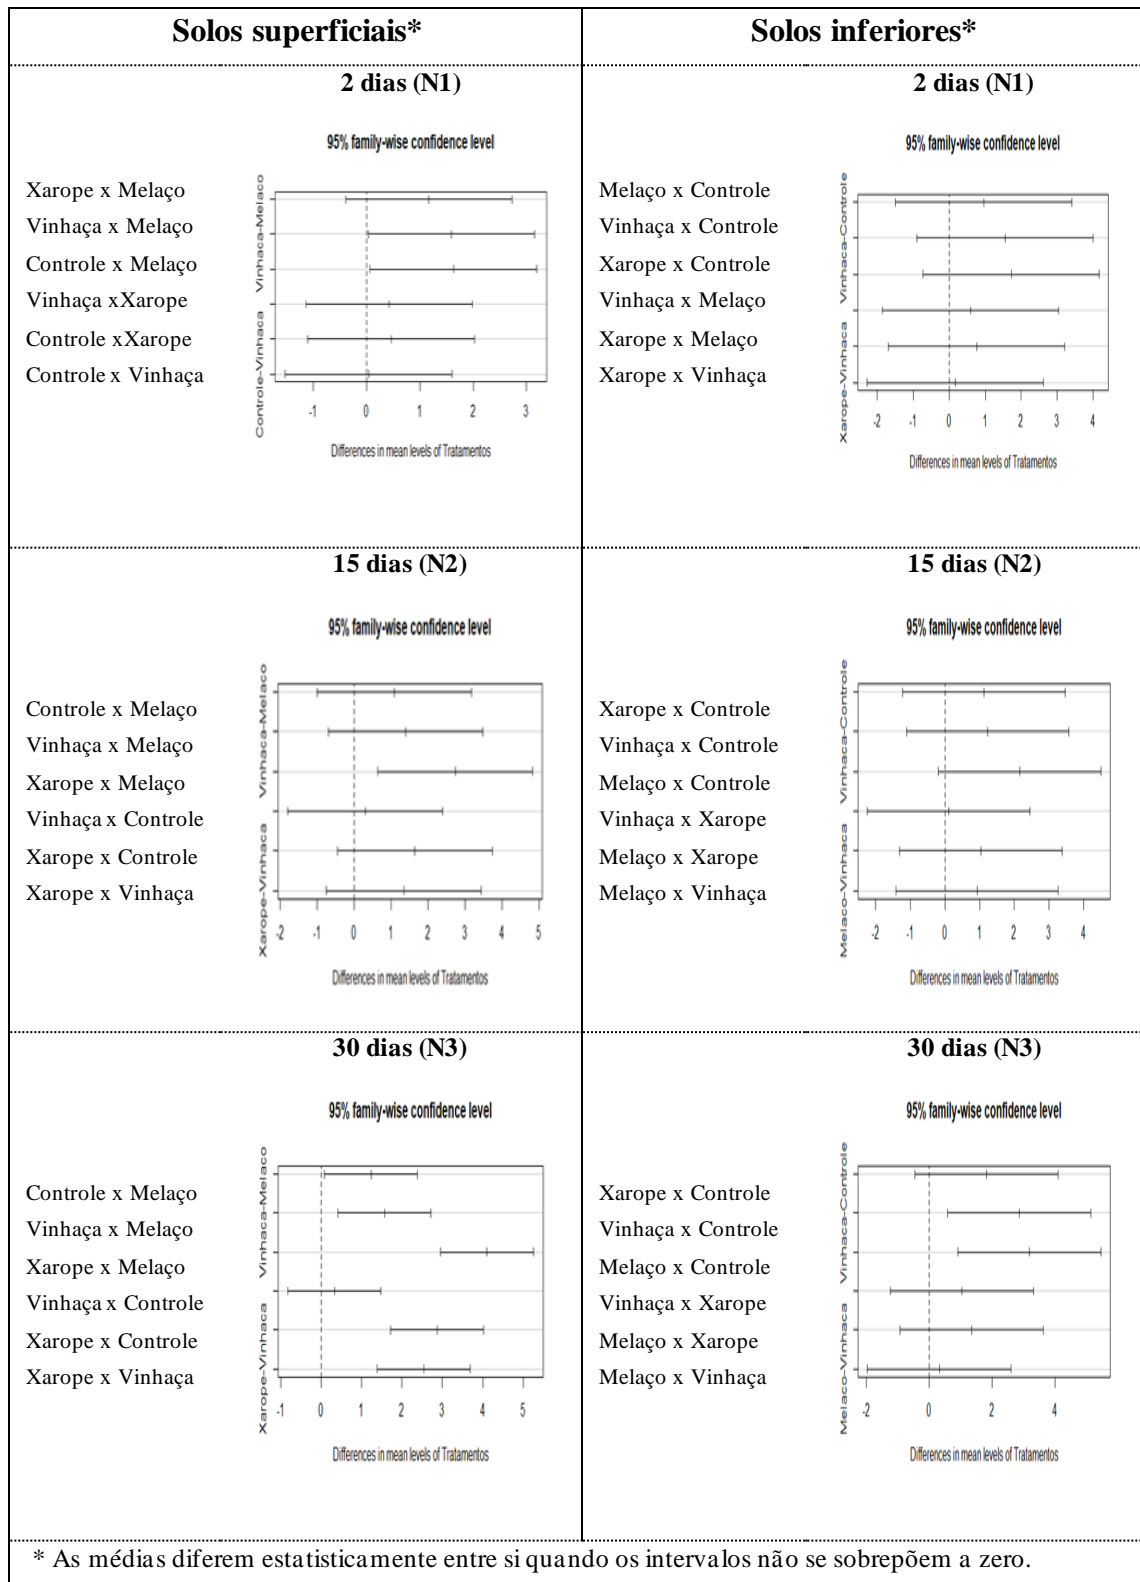 Solos superficiais*
Solos inferiores*
2 dias (N1)
95% family-wise confidence level
Xarope x Melaço
Vinhaça x Melaço
Controle x Melaço
Vinhaça xXarope
Controle xXarope
Controle x Vinhaça
Vinhaca-Melaco
Controle-Vinhaca
-1 0 1 2 3
Differences in mean levels of Tratamentos
2 dias (N1)
95% family-wise confidence level
Melaço x Controle
Vinhaça x Controle
Xarope x Controle
Vinhaça x Melaço
Xarope x Melaço
Xarope x Vinhaça
Vinhaca-Controle
Xarope-Vinhaca
-2 -1 0 1 2 3 4
Differences in mean levels of Tratamentos
15 dias (N2)
95% family-wise confidence level
Controle x Melaço
Vinhaça x Melaço
Xarope x Melaço
Vinhaça x Controle
Xarope x Controle
Xarope x Vinhaça
Vinhaca-Melaco
Xarope-Vinhaca
-2 -1 0 1 2 3 4 5
Differences in mean levels of Tratamentos
15 dias (N2)
95% family-wise confidence level
Xarope x Controle
Vinhaça x Controle
Melaço x Controle
Vinhaça x Xarope
Melaço x Xarope
Melaço x Vinhaça
Vinhaca-Controle
Melaco-Vinhaca
-2 -1 0 1 2 3 4
Differences in mean levels of Tratamentos
30 dias (N3)
95% family-wise confidence level
Controle x Melaço
Vinhaça x Melaço
Xarope x Melaço
Vinhaça x Controle
Xarope x Controle
Xarope x Vinhaça
Vinhaca-Melaco
Xarope-Vinhaca
-1 0 1 2 3 4 5
Differences in mean levels of Tratamentos
30 dias (N3)
95% family-wise confidence level
Xarope x Controle
Vinhaça x Controle
Melaço x Controle
Vinhaça x Xarope
Melaço x Xarope
Melaço x Vinhaça
Vinhaca-Controle
Melaco-Vinhaca
-2 0 2 4
Differences in mean levels of Tratamentos
* As médias diferem estatisticamente entre si quando os intervalos não se sobrepõem a zero.